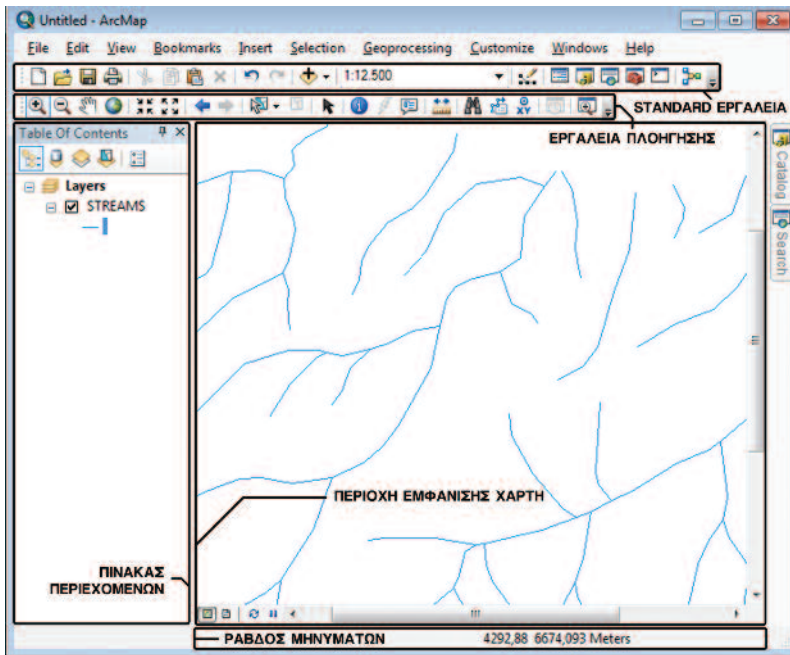 Untitled - ArcMap
File Edit View Bookmarks Insert Selection Geoprocessing Customize Windows Help
1:12.500
STANDARD ΕΡΓΑΛΕΙΑ
ΕΡΓΑΛΕΙΑ ΠΛΟΗΓΗΣΗΣ
Table Of Contents
Layers
STREAMS
Catalog
Search
ΠΕΡΙΟΧΗ ΕΜΦΑΝΙΣΗΣ ΧΑΡΤΗ
ΠΙΝΑΚΑΣ
ΠΕΡΙΕΧΟΜΕΝΩΝ
ΡΑΒΔΟΣ ΜΗΝΥΜΑΤΩΝ
4292,88 6674,093 Meters